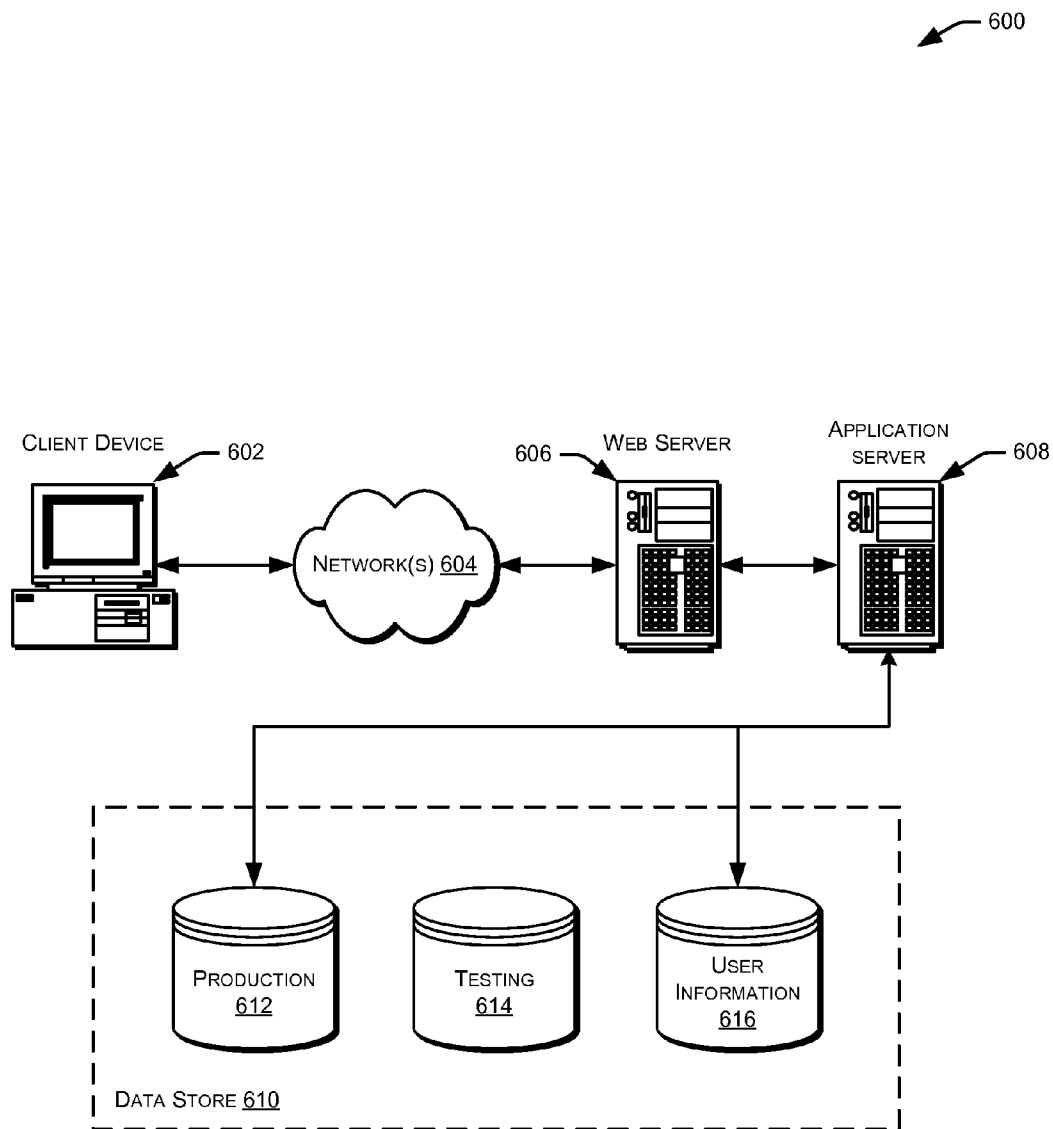 600
CLIENT DEVICE
602
NETWORK(S) 604
606
WEB SERVER
APPLICATION
SERVER
608
PRODUCTION
612
TESTING
614
USER
INFORMATION
616
DATA STORE 610